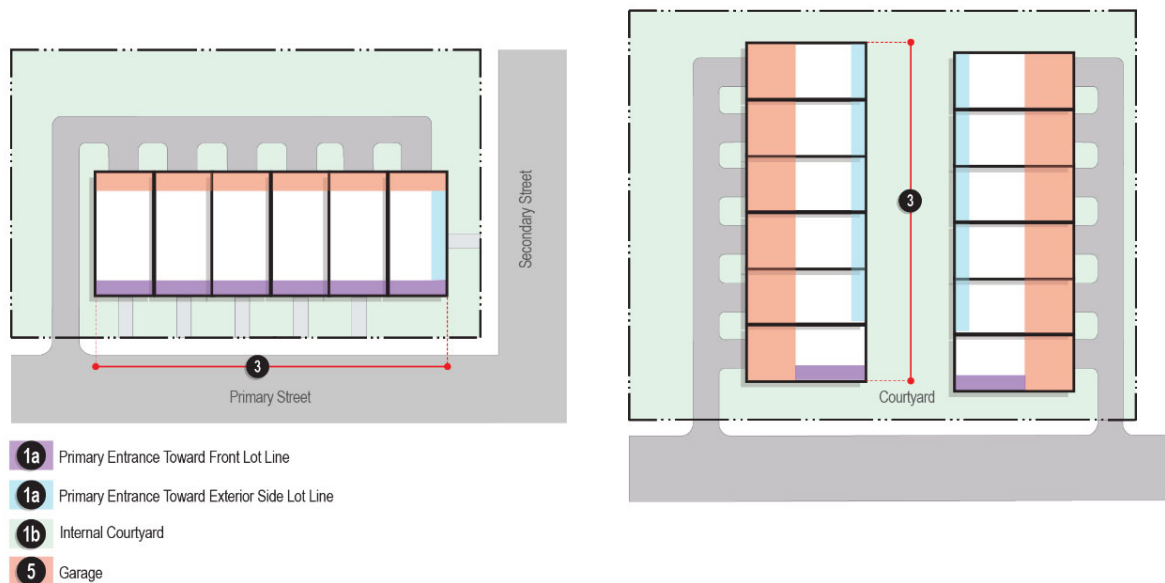 Secondary Street
3
Primary Street
3
Courtyard
1a Primary Entrance Toward Front Lot Line
1a Primary Entrance Toward Exterior Side Lot Line
1b Internal Courtyard
5 Garage